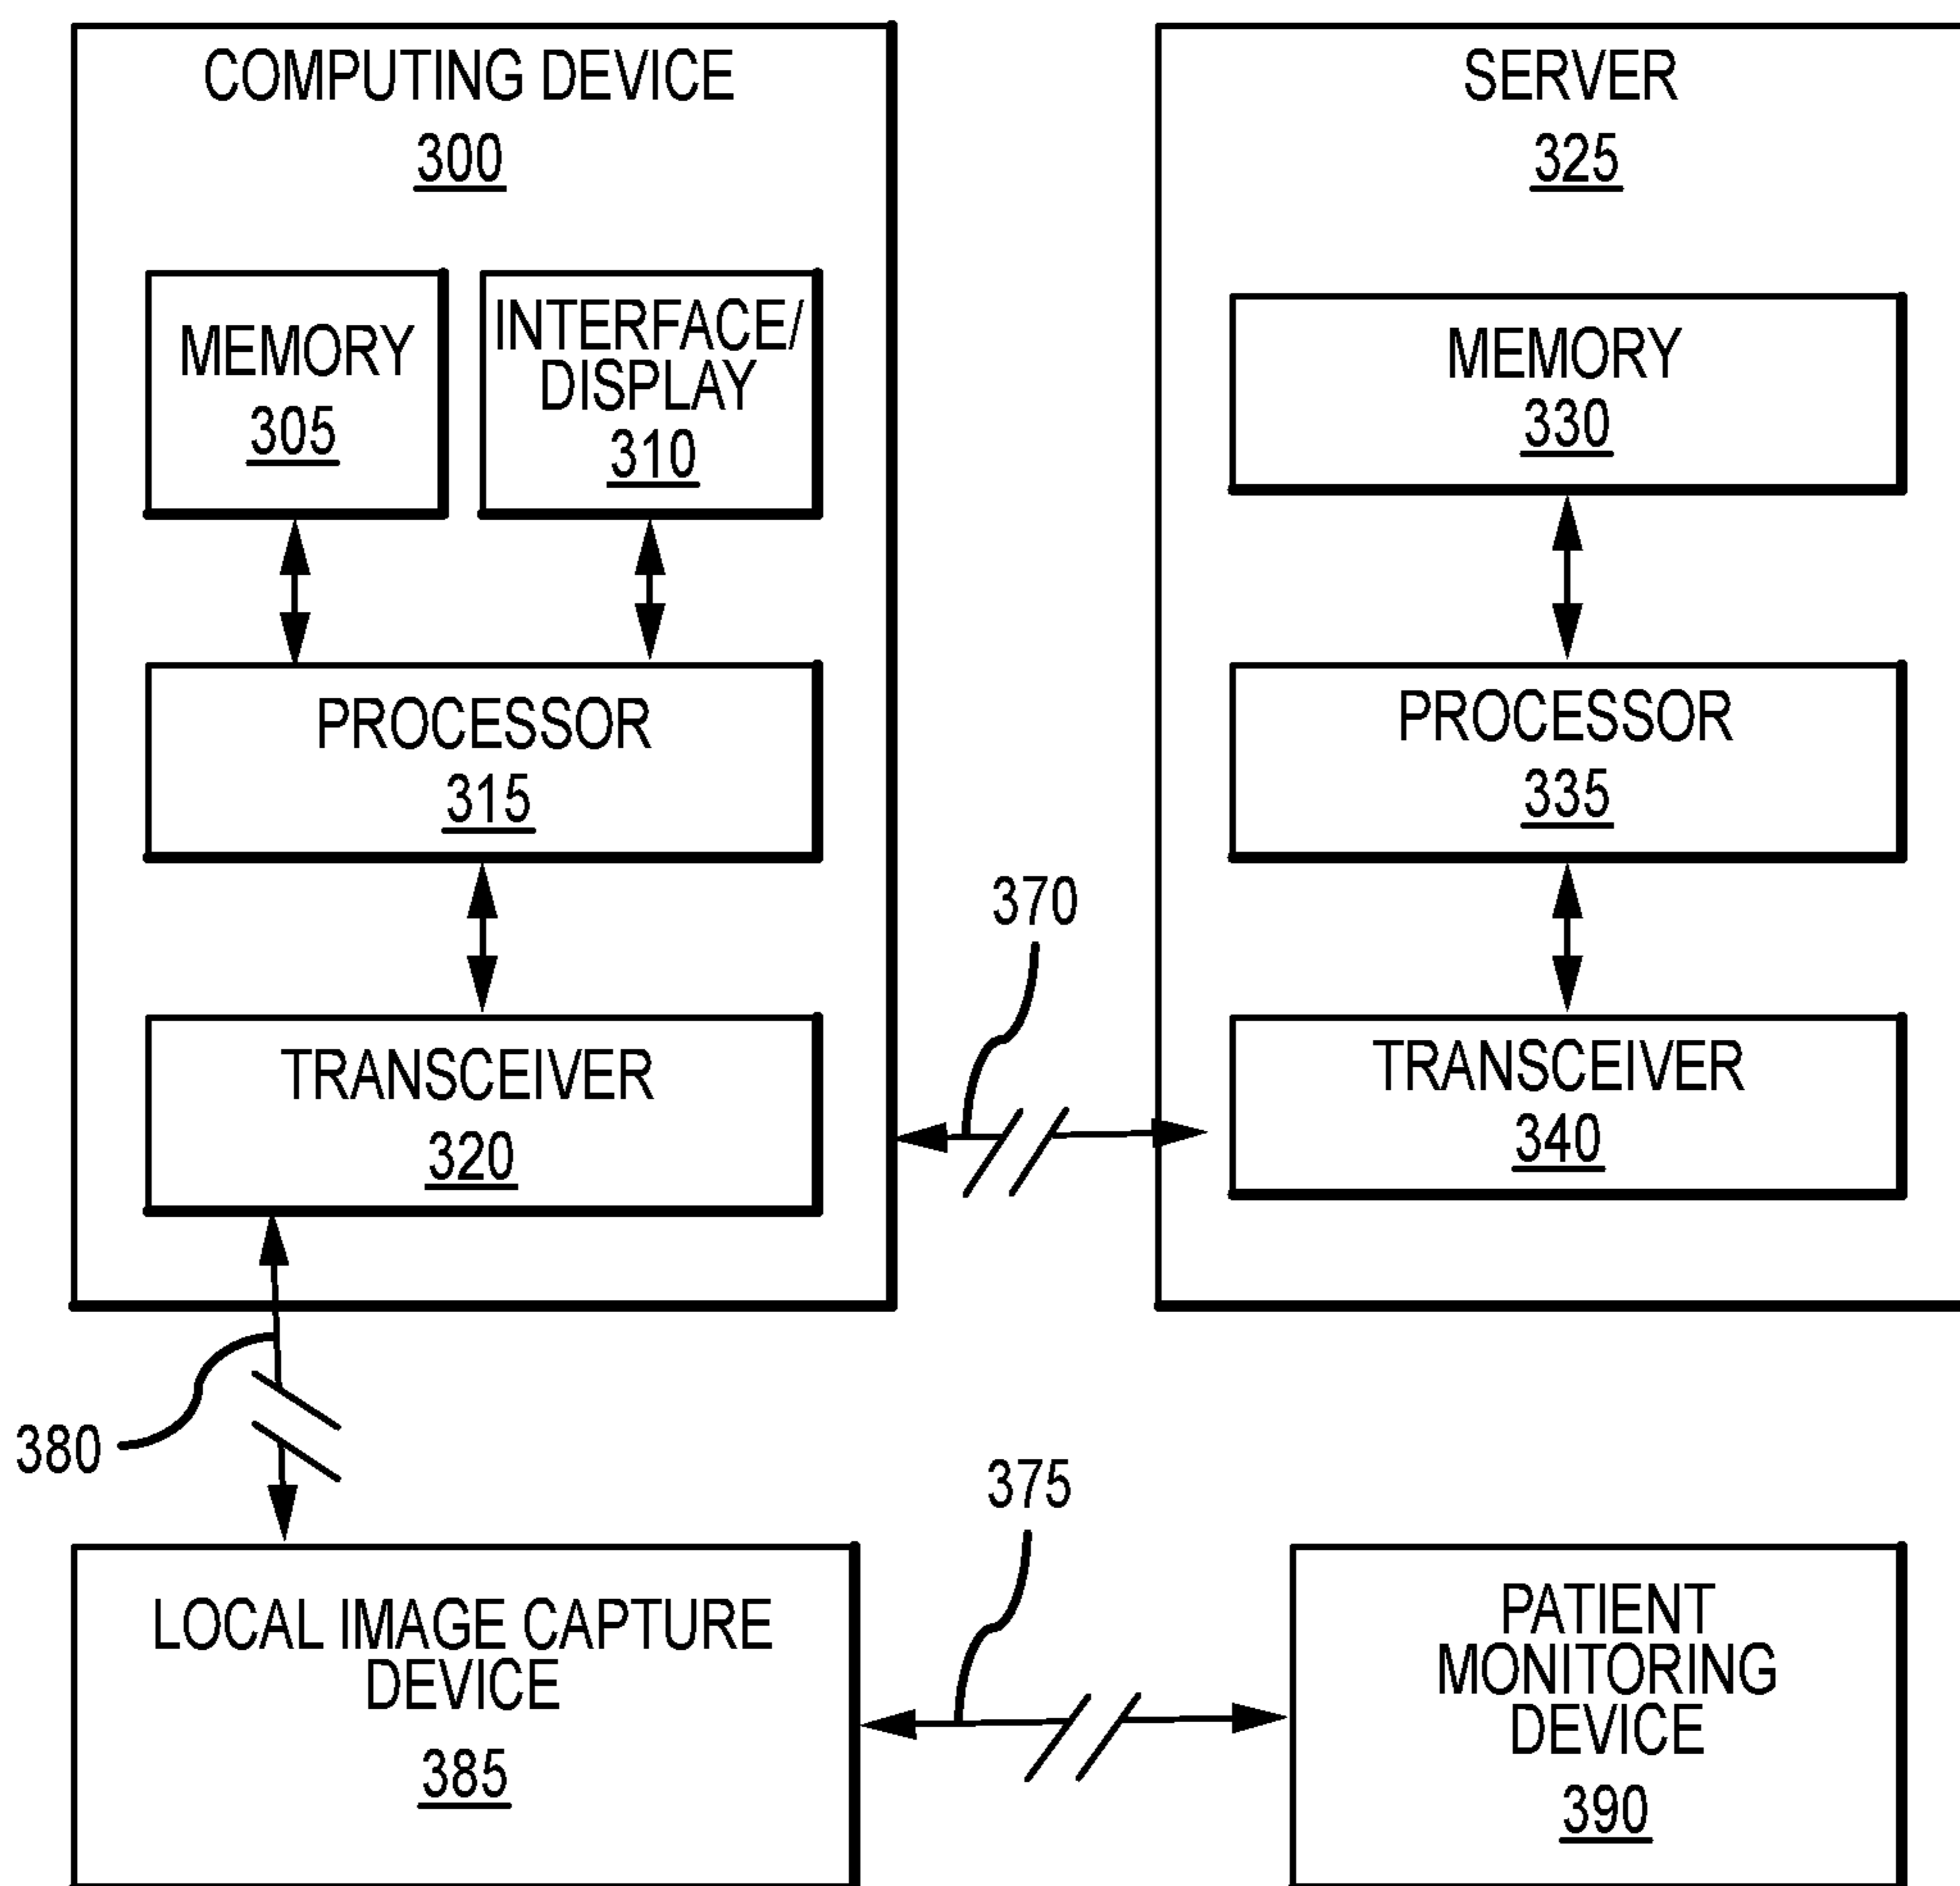 COMPUTING DEVICE
300
MEMORY
305
INTERFACE/
DISPLAY
310
PROCESSOR
315
TRANSCEIVER
320
370
SERVER
325
MEMORY
330
PROCESSOR
335
TRANSCEIVER
340
380
LOCAL IMAGE CAPTURE
DEVICE
385
375
PATIENT
MONITORING
DEVICE
390